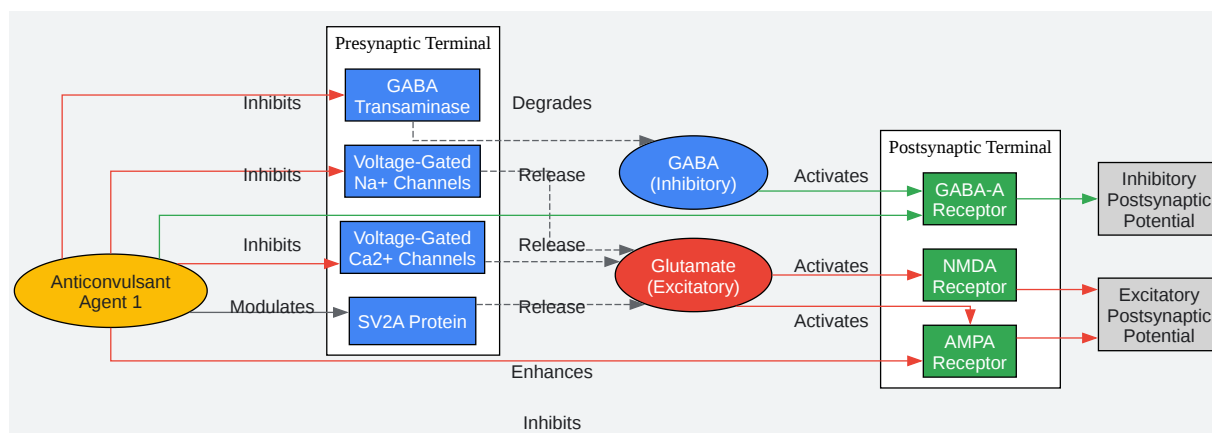 Presynaptic Terminal
GABA
Transaminase
Inhibits
Degrades
Voltage-Gated
Na+ Channels
Inhibits
Release
GABA
(Inhibitory)
Activates
Postsynaptic Terminal
GABA-A
Receptor
Inhibitory
Postsynaptic
Potential
Voltage-Gated
Ca2+ Channels
Inhibits
Release
Anticonvulsant
Agent 1
Modulates
SV2A Protein
Release
Glutamate
(Excitatory)
Activates
Activates
NMDA
Receptor
AMPA
Receptor
Excitatory
Postsynaptic
Potential
Enhances
Inhibits